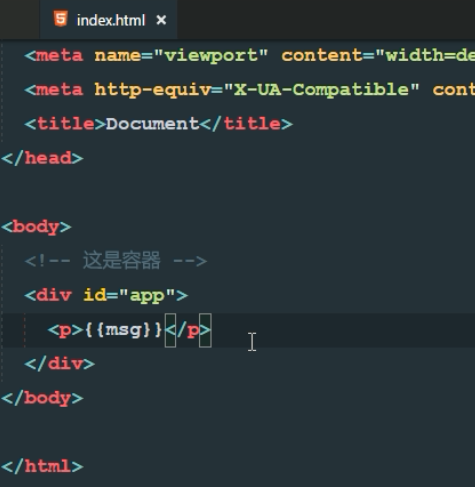 index.html ×
<meta name="viewport" content="width=de
<meta http-equiv="X-UA-Compatible" cont
<title>Document</title>
</head>
<body>
<!-- 这是容器 -->
<div id="app">
<p>{{msg}}</p>
</div>
</body>
</html>